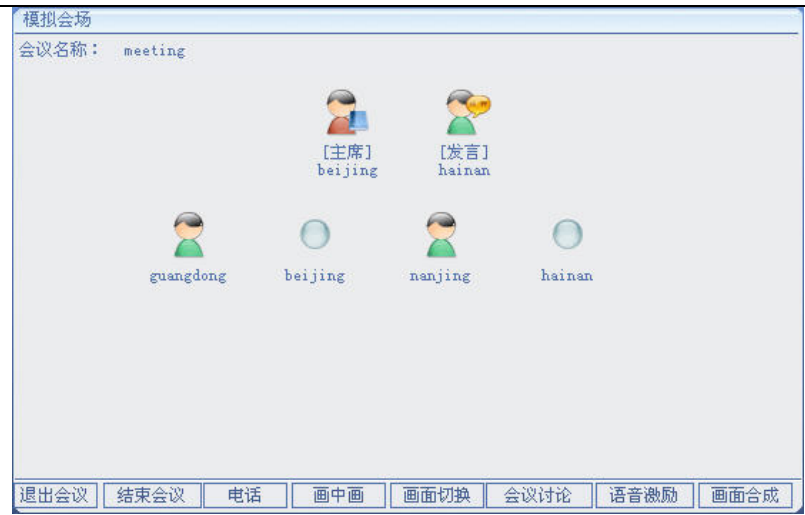 模拟会场
会议名称： meeting
[主席] [发言]
beijing hainan
guangdong beijing nanjing hainan
退出会议 结束会议 电话 画中画 画面切换 会议讨论 语音激励 画面合成